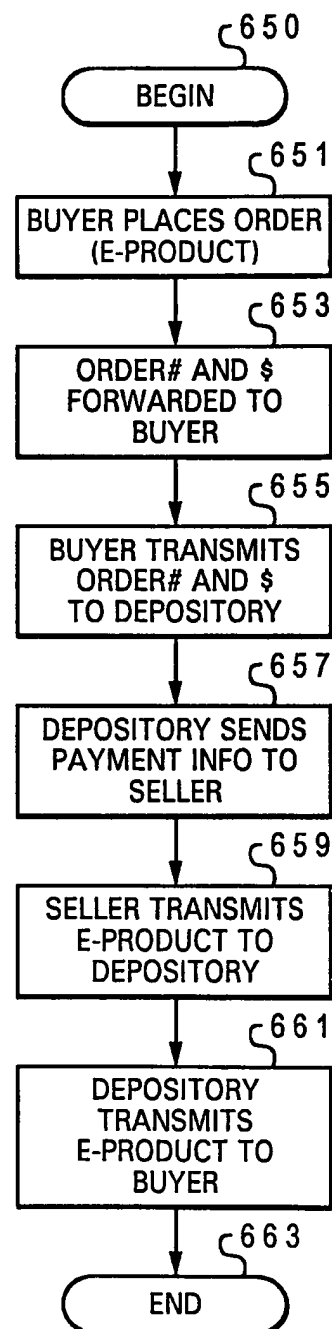 650
BEGIN
651
BUYER PLACES ORDER
(E-PRODUCT)
653
ORDER# AND $
FORWARDED TO
BUYER
655
BUYER TRANSMITS
ORDER# AND $
TO DEPOSITORY
657
DEPOSITORY SENDS
PAYMENT INFO TO
SELLER
659
SELLER TRANSMITS
E-PRODUCT TO
DEPOSITORY
661
DEPOSITORY
TRANSMITS
E-PRODUCT TO
BUYER
663
END